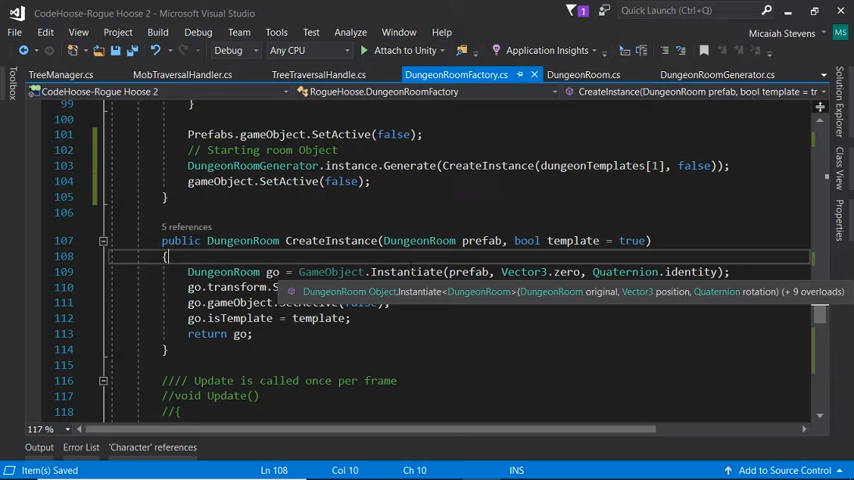 CodeHoose-Rogue Hoose 2 - Microsoft Visual Studio
1
Quick Launch (Ctrl+Q)
File Edit View Project Build Debug Team Tools Test Analyze Window Help
Micaiah Stevens
MS
Debug Any CPU Attach to Unity Application Insights
TreeManager.cs MobTraversalHandler.cs TreeTraversalHandle.cs DungeonRoomFactory.cs DungeonRoom.cs DungeonRoomGenerator.cs
CodeHoose-Rogue Hoose 2 RogueHoose.DungeonRoomFactory CreateInstance(DungeonRoom prefab, bool template = tr
Toolbox
Solution Explorer
Class View
Properties
99 }
100
101 Prefabs.gameObject.SetActive(false);
102 // Starting room Object
103 DungeonRoomGenerator.instance.Generate(CreateInstance(dungeonTemplates[1], false));
104 gameObject.SetActive(false);
105 }
106
5 references
107 public DungeonRoom CreateInstance(DungeonRoom prefab, bool template = true)
108 {
109 DungeonRoom go = GameObject.Instantiate(prefab, Vector3.zero, Quaternion.identity);
110 go.transform.S
DungeonRoom Object.Instantiate<DungeonRoom>(DungeonRoom original, Vector3 position, Quaternion rotation) (+ 9 overloads)
111 go.gameObject.SetActive(false);
112 go.isTemplate = template;
113 return go;
114 }
115
116 //// Update is called once per frame
117 //void Update()
118 //{
117 %
Output Error List 'Character' references
Item(s) Saved Ln 108 Col 10 Ch 10 INS Add to Source Control